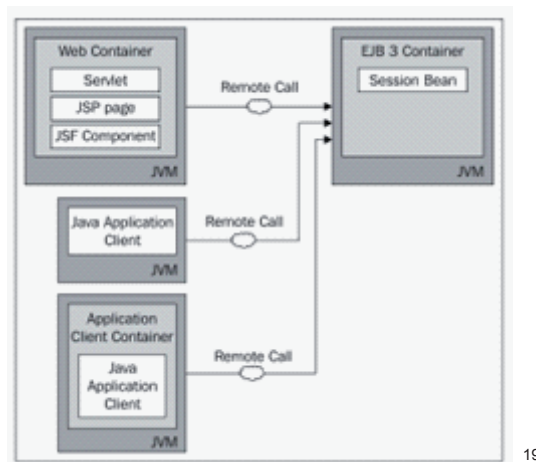 Web Container
Servlet
JSP page
JSF Component
JVM
Remote Call
EJB 3 Container
Session Bean
JVM
Java Application
Client
JVM
Remote Call
Application
Client Container
Java
Application
Client
JVM
Remote Call
19